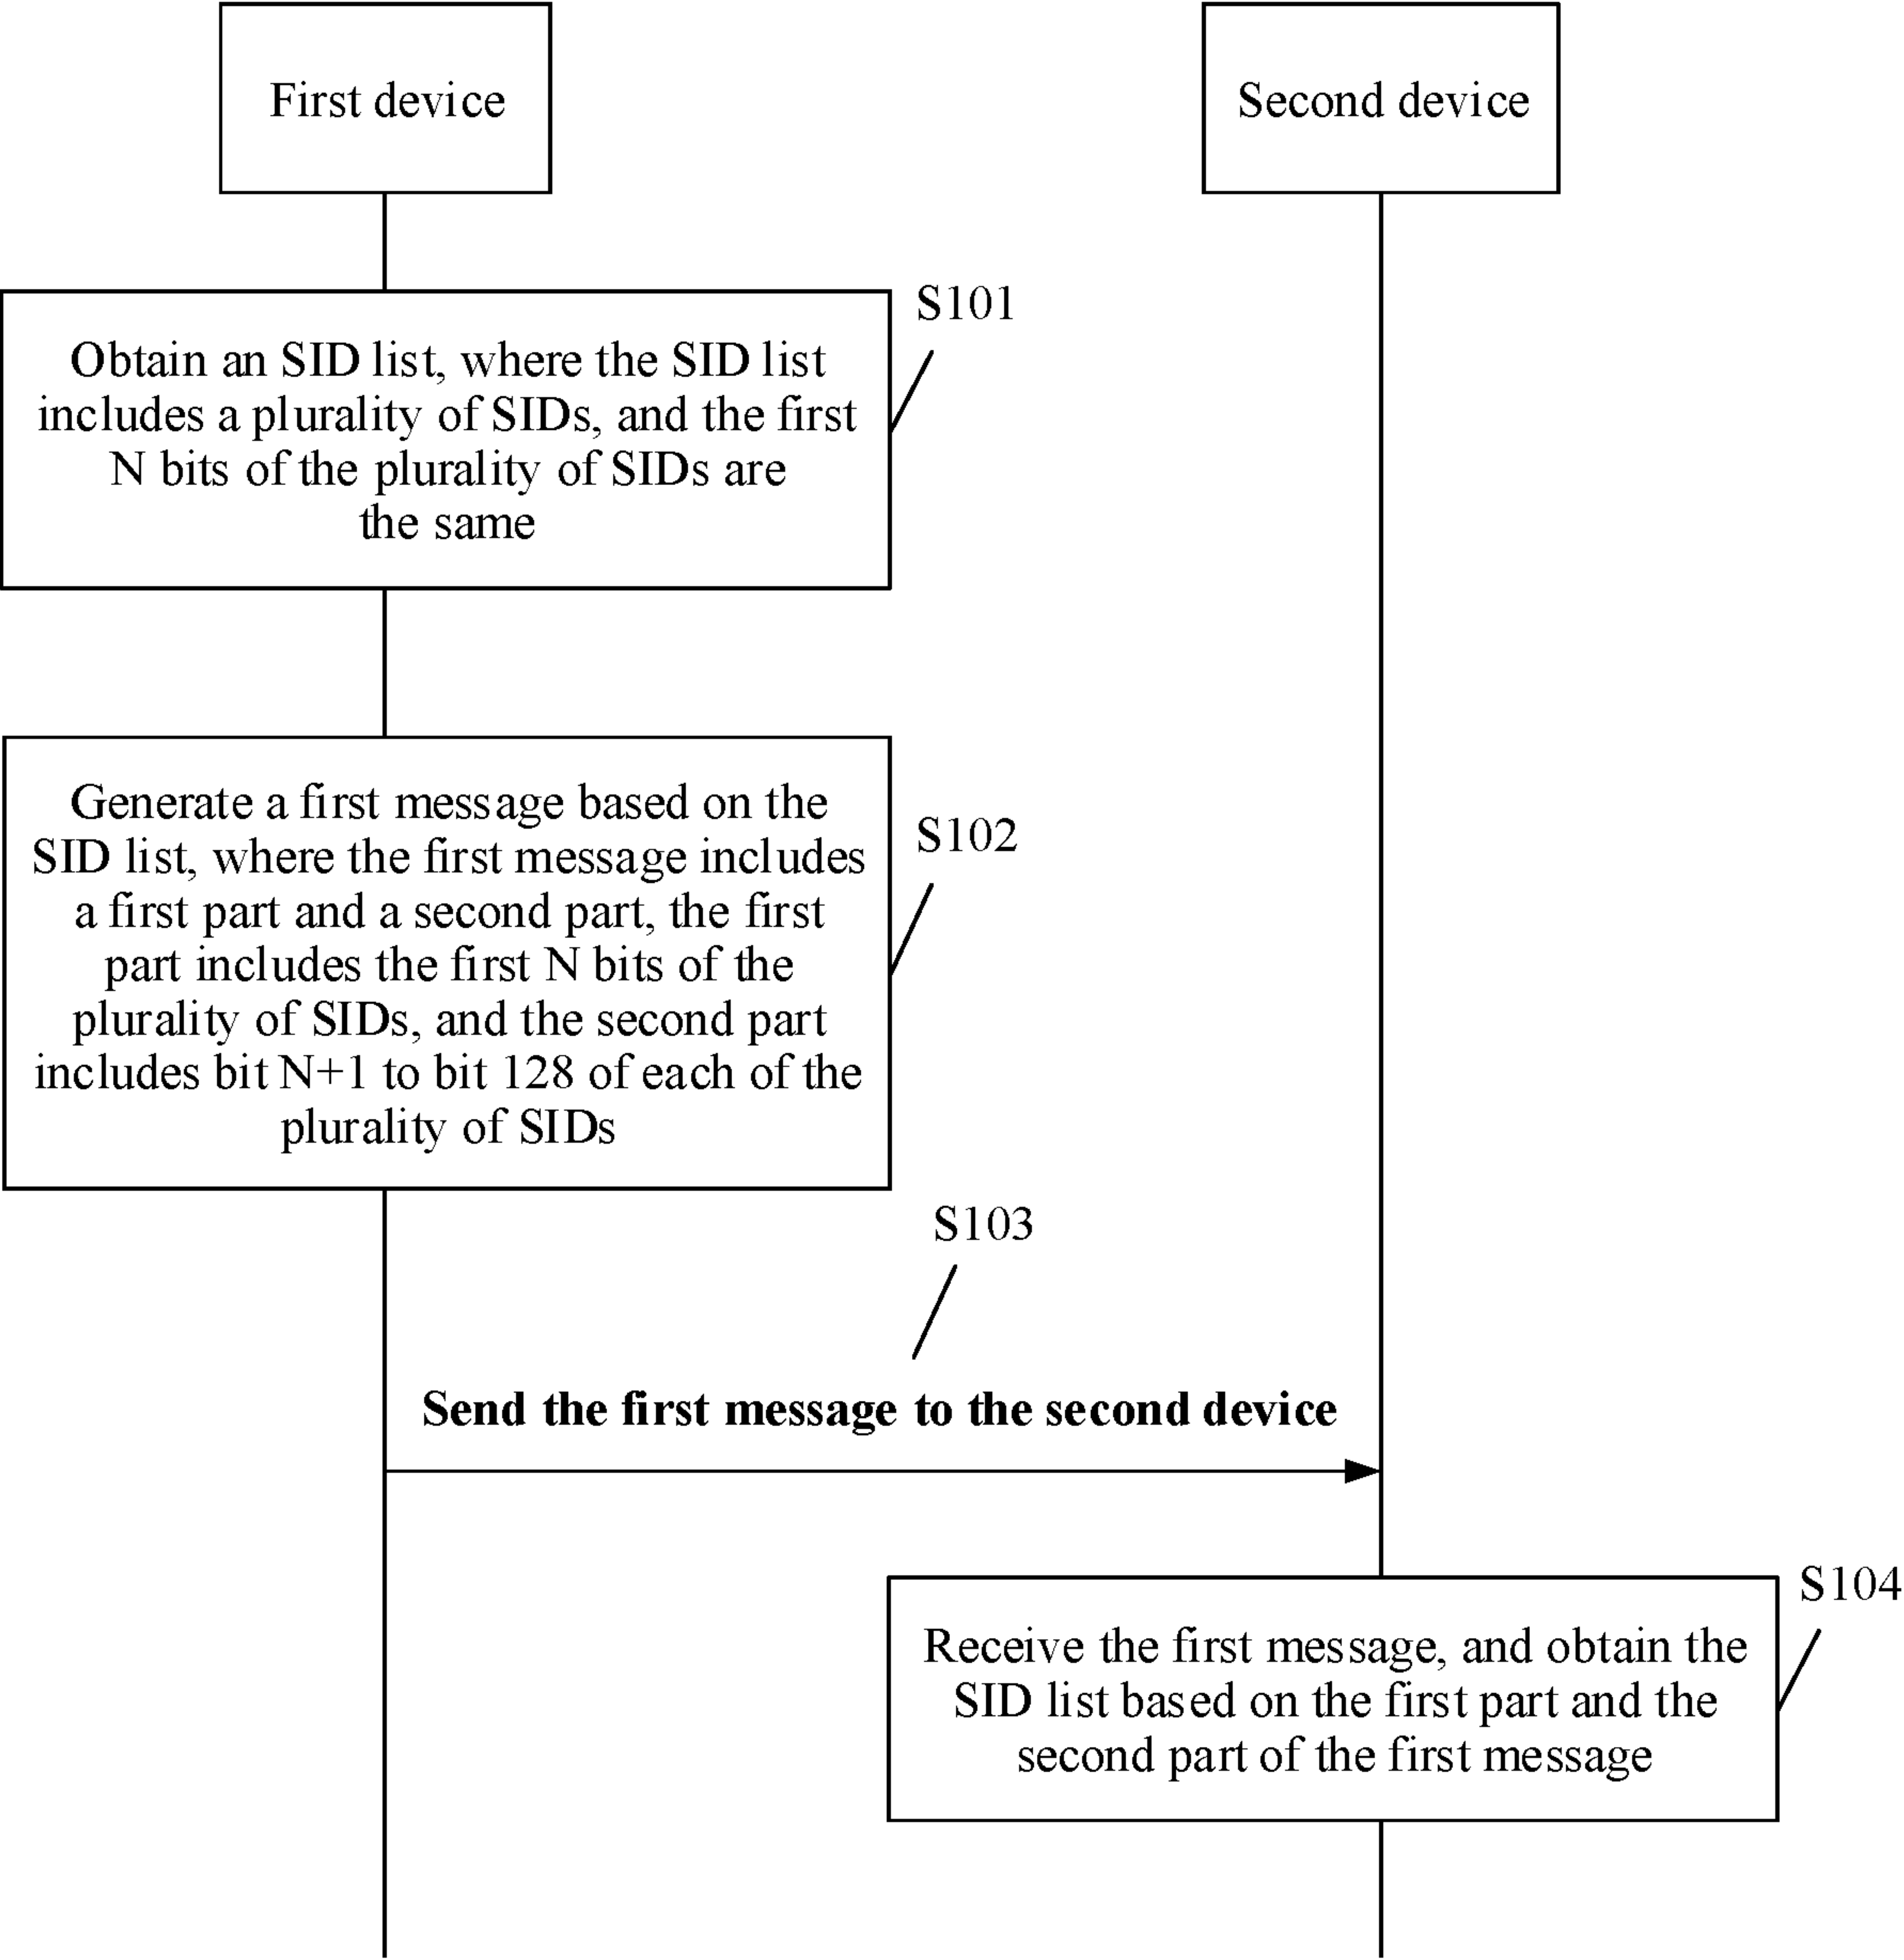 First device
Second device
S101
Obtain an SID list, where the SID list
includes a plurality of SIDs, and the first
N bits of the plurality of SIDs are
the same
S102
Generate a first message based on the
SID list, where the first message includes
a first part and a second part, the first
part includes the first N bits of the
plurality of SIDs, and the second part
includes bit N+1 to bit 128 of each of the
plurality of SIDs
S103
Send the first message to the second device
S104
Receive the first message, and obtain the
SID list based on the first part and the
second part of the first message